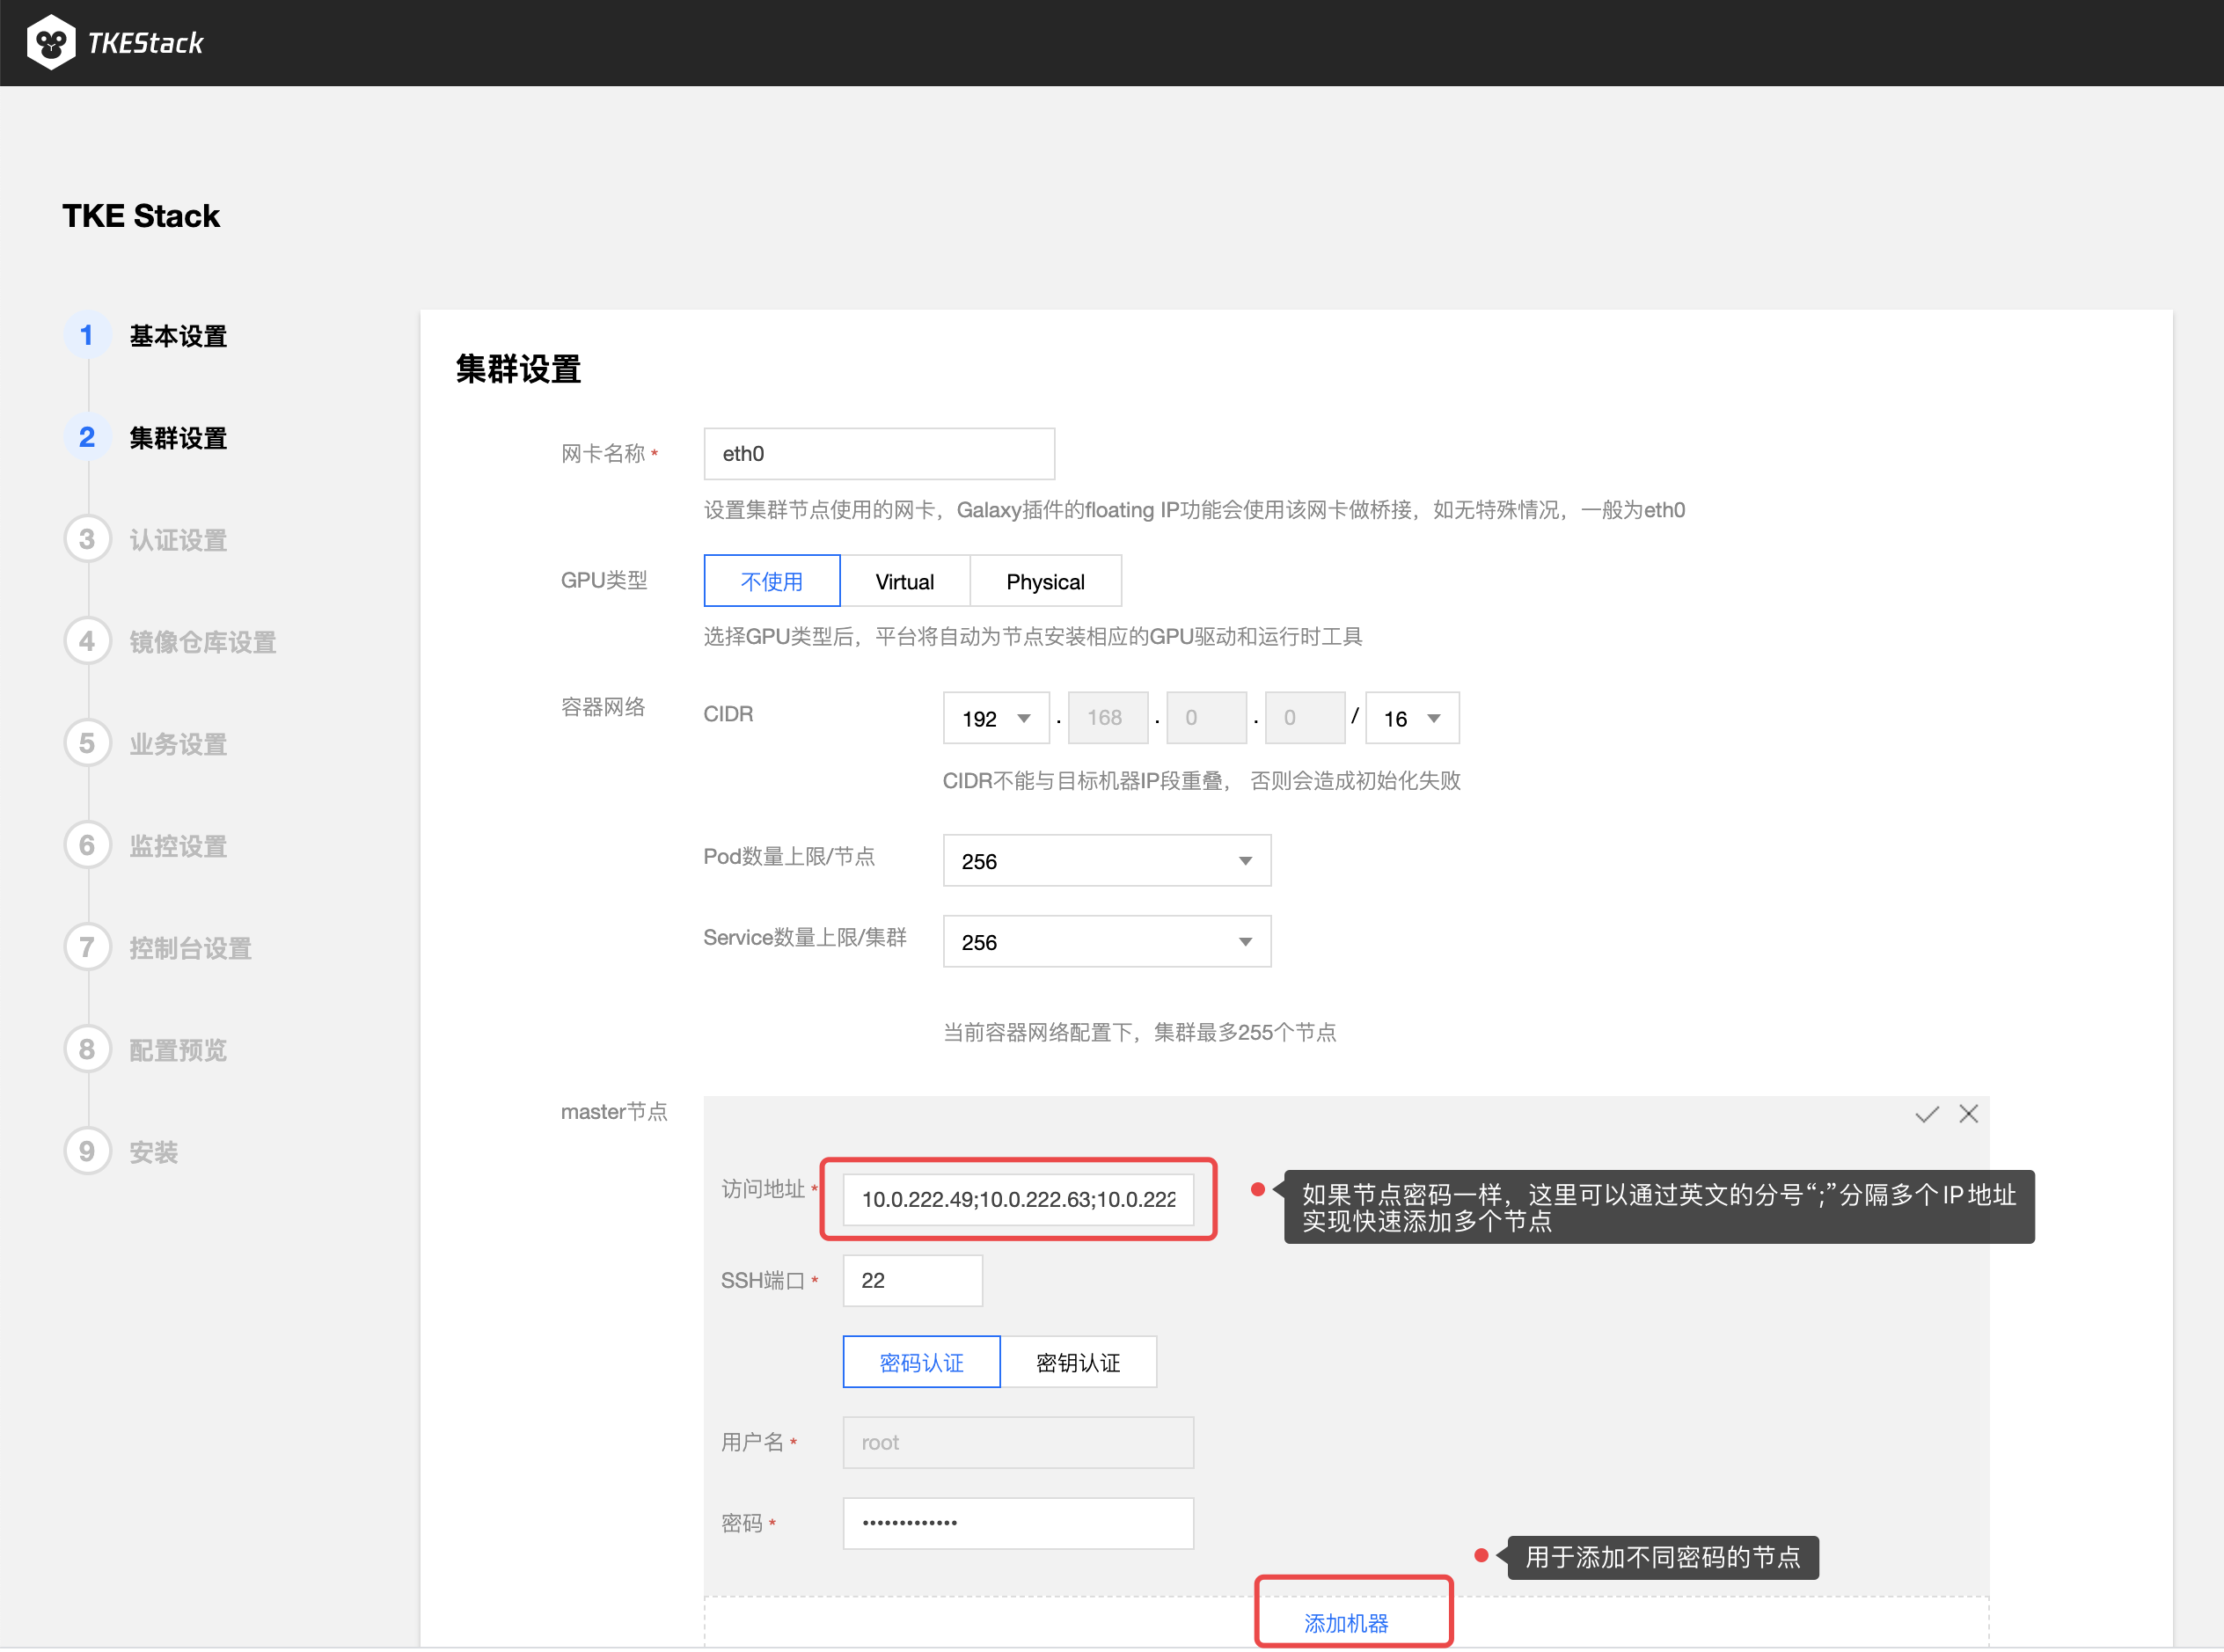 TKEStack
TKE Stack
1 基本设置
2 集群设置
3 认证设置
4 镜像仓库设置
5 业务设置
6 监控设置
7 控制台设置
8 配置预览
9 安装
集群设置
网卡名称 * eth0
设置集群节点使用的网卡，Galaxy插件的floating IP功能会使用该网卡做桥接，如无特殊情况，一般为eth0
GPU类型 不使用 Virtual Physical
选择GPU类型后，平台将自动为节点安装相应的GPU驱动和运行时工具
容器网络 CIDR 192 . 168 . 0 . 0 / 16
CIDR不能与目标机器IP段重叠， 否则会造成初始化失败
Pod数量上限/节点 256
Service数量上限/集群 256
当前容器网络配置下，集群最多255个节点
master节点
访问地址 * 10.0.222.49;10.0.222.63;10.0.222
如果节点密码一样，这里可以通过英文的分号“;”分隔多个IP地址
实现快速添加多个节点
SSH端口 * 22
密码认证 密钥认证
用户名 * root
密码 * •••••••••••••
用于添加不同密码的节点
添加机器